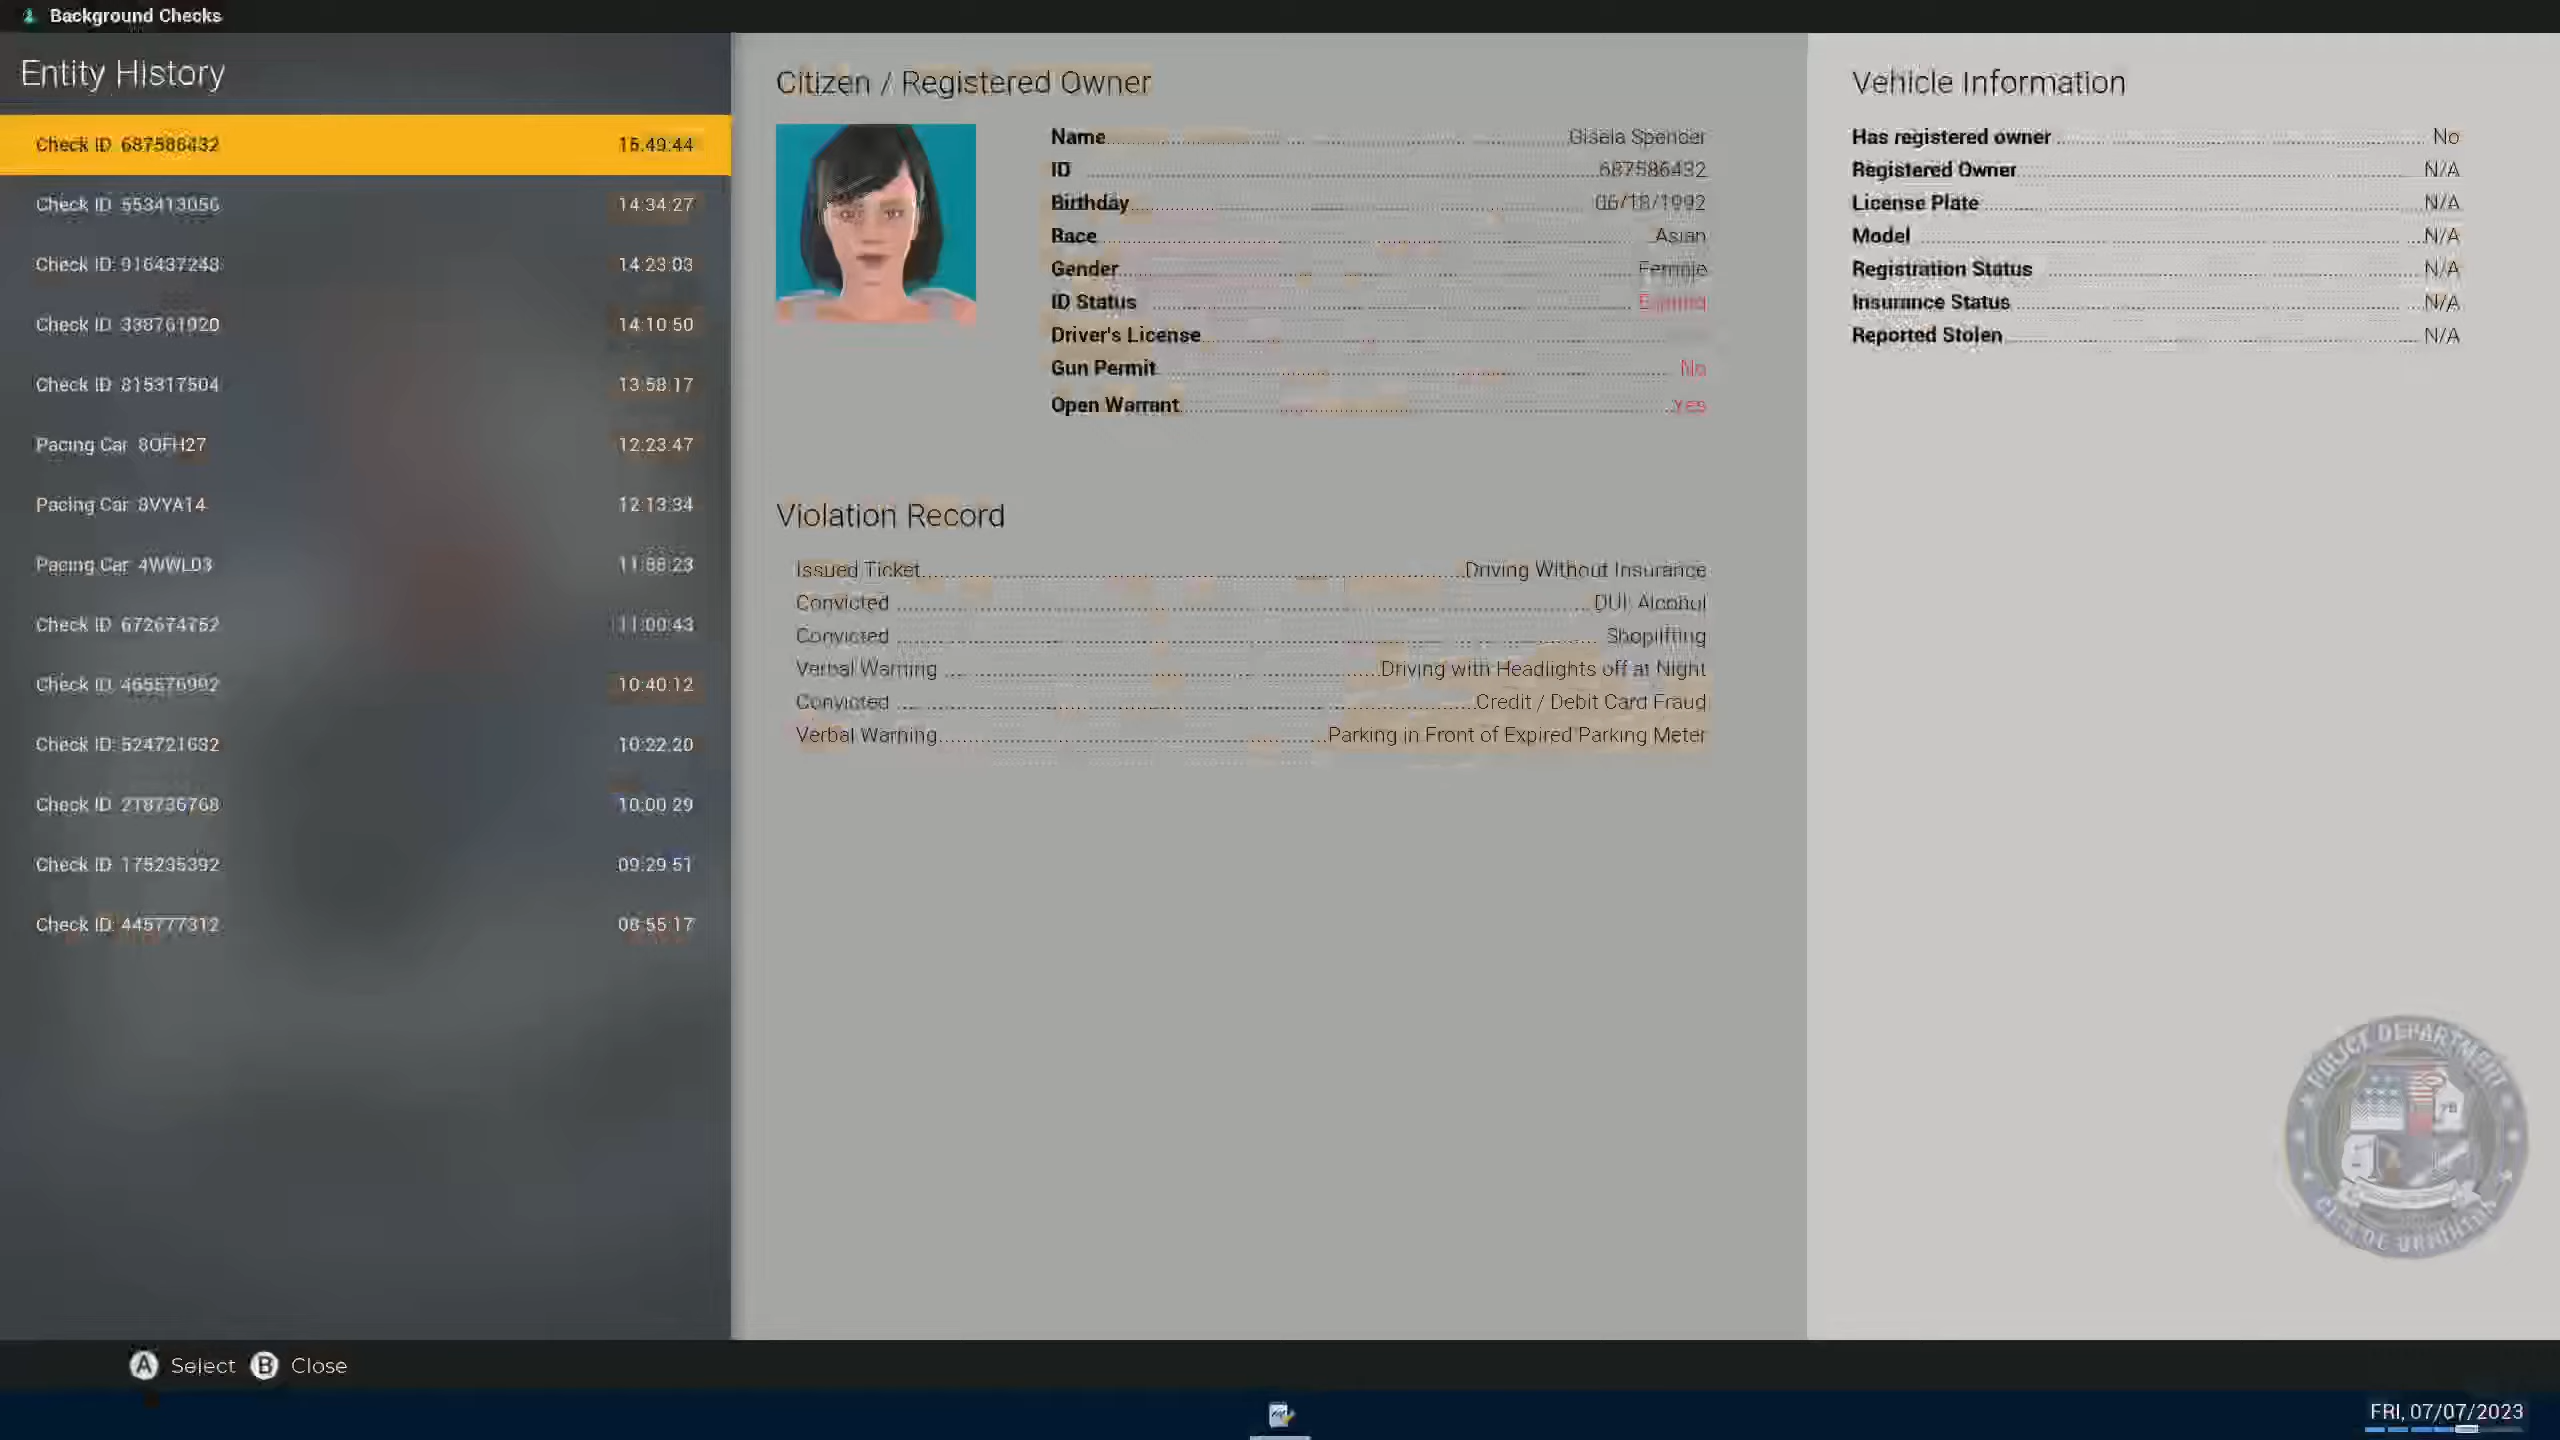 Background Checks
Entity History
Check ID: 687586432 15:49:44
Check ID: 553413056 14:34:27
Check ID: 916437248 14:23:03
Check ID: 338761920 14:10:50
Check ID: 815317504 13:58:17
Pacing Car: 8OFH27 12:23:47
Pacing Car: 8VYA14 12:13:34
Pacing Car: 4WWL03
Check ID: 672674752 11:00:43
Check ID: 465576992 10:40:12
Check ID: 524721632 10:22:20
Check ID: 218736768 10:00:29
Check ID: 175235392 09:29:51
Check ID: 445777312 08:55:17
Citizen / Registered Owner
Name Gisela Spencer
ID 687586432
Birthday 06/18/1992
Race Asian
Gender Female
ID Status Expired
Driver's License
Gun Permit No
Open Warrant Yes
Violation Record
Issued Ticket Driving Without Insurance
Convicted DUI: Alcohol
Convicted Shoplifting
Verbal Warning Driving with Headlights off at Night
Convicted Credit / Debit Card Fraud
Verbal Warning Parking in Front of Expired Parking Meter
Vehicle Information
Has registered owner No
Registered Owner N/A
License Plate N/A
Model N/A
Registration Status N/A
Insurance Status N/A
Reported Stolen N/A
POLICE DEPARTMENT
A Select B Close
FRI, 07/07/2023